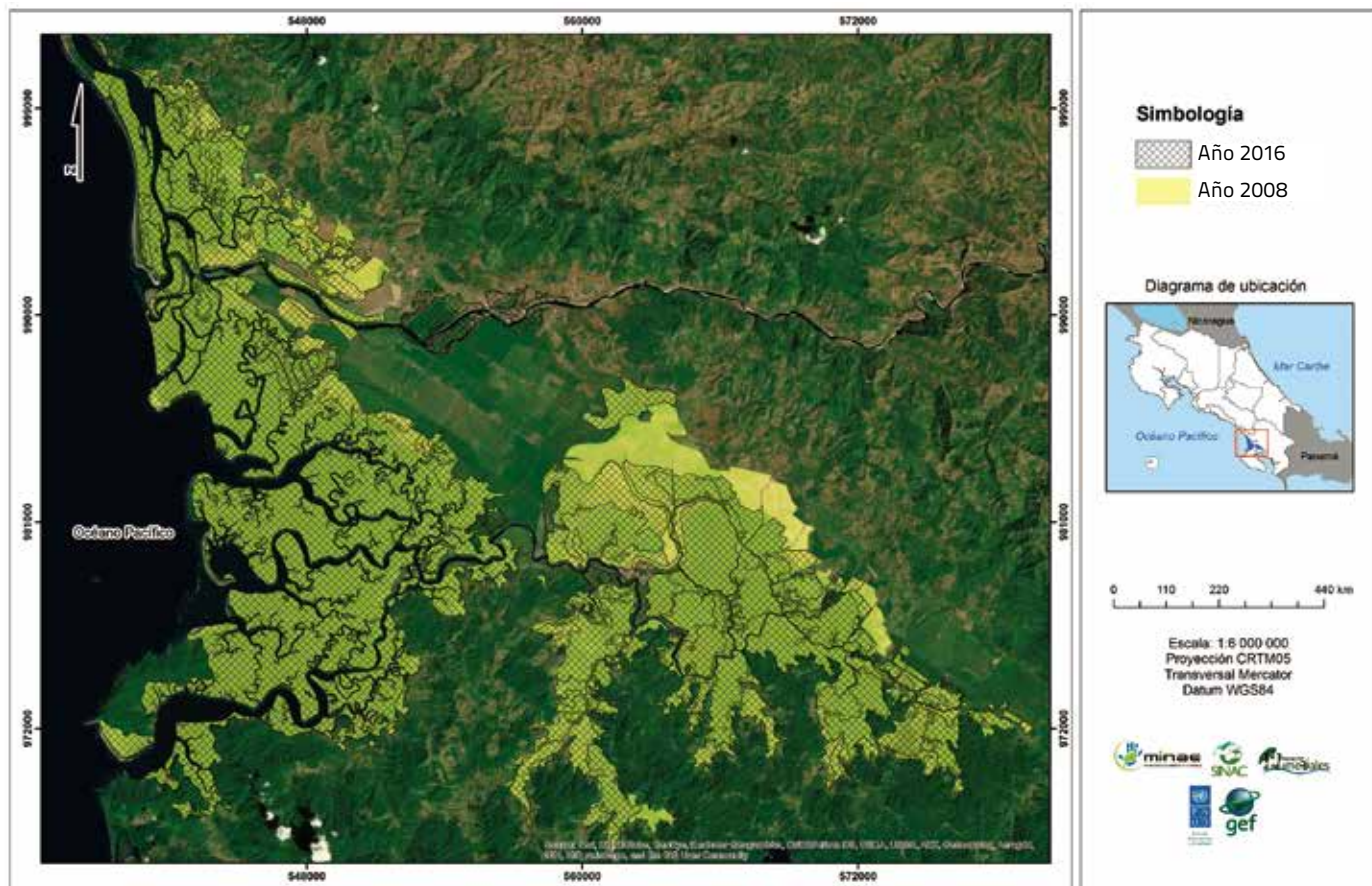 548000 560000 572000
999000
999000
N
990000
990000
981000
981000
Océano Pacífico
972000
972000
548000 560000 572000
Simbología
Año 2016
Año 2008
Diagrama de ubicación
Nicaragua
Mar Caribe
Océano Pacífico
Panamá
0 110 220 440 km
Escala: 1:6 000 000
Proyección CRTM05
Transversal Mercator
Datum WGS84
minae
SINAC
gef